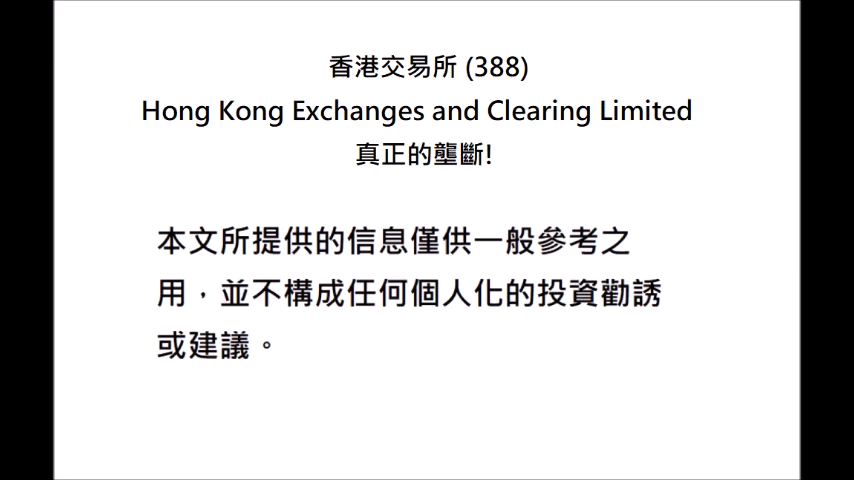 香港交易所 (388)
Hong Kong Exchanges and Clearing Limited
真正的壟斷!
本文所提供的信息僅供一般參考之
用，並不構成任何個人化的投資勸誘
或建議。